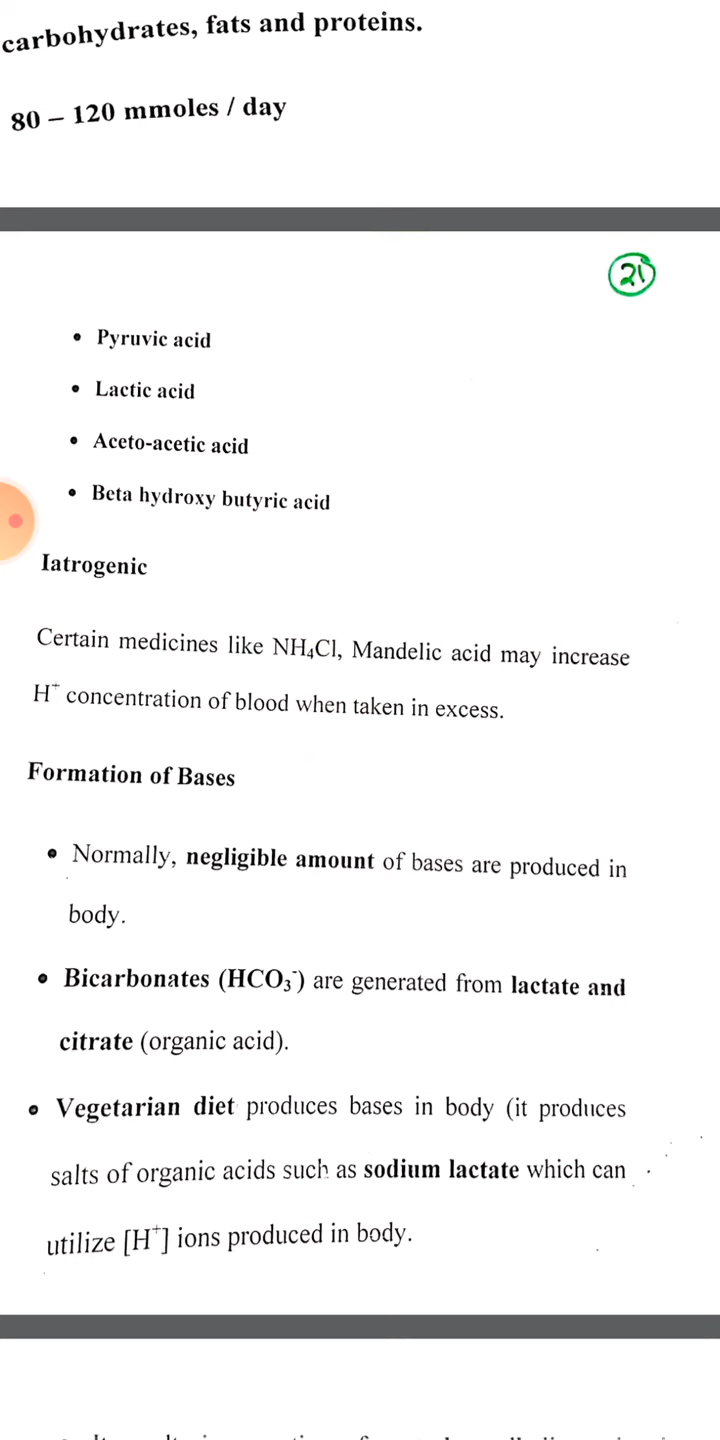 carbohydrates, fats and proteins.
80 – 120 mmoles / day
21
• Pyruvic acid
• Lactic acid
• Aceto-acetic acid
• Beta hydroxy butyric acid
Iatrogenic
Certain medicines like NH₄Cl, Mandelic acid may increase
H⁺ concentration of blood when taken in excess.
Formation of Bases
• Normally, negligible amount of bases are produced in
body.
• Bicarbonates (HCO₃⁻) are generated from lactate and
citrate (organic acid).
• Vegetarian diet produces bases in body (it produces
salts of organic acids such as sodium lactate which can
utilize [H⁺] ions produced in body.